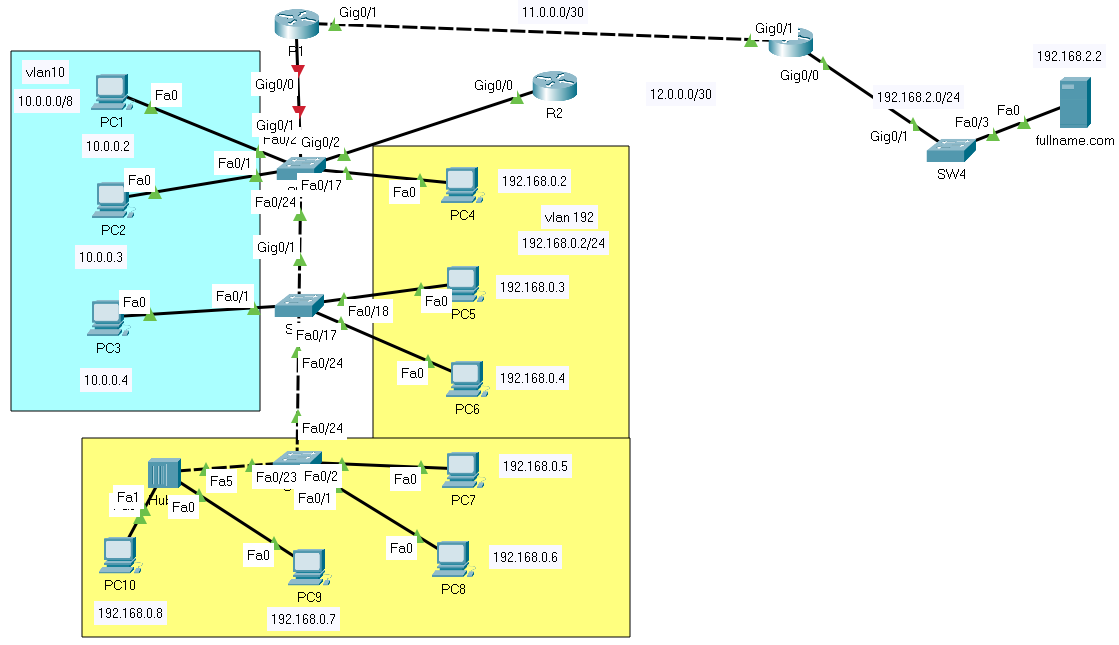 Gig0/1
11.0.0.0/30
Gig0/1
192.168.2.2
vlan10
Gig0/0
Gig0/0
Gig0/0
10.0.0.0/8
Fa0
12.0.0.0/30
192.168.2.0/24
Fa0
R2
PC1
Gig0/1
Fa0/3
Gig0/1
fullname.com
10.0.0.2
Gig0/2
Fa0/1
SW4
Fa0
Fa0/17
192.168.0.2
Fa0
Fa0/24
PC4
vlan 192
PC2
Gig0/1
192.168.0.2/24
10.0.0.3
192.168.0.3
Fa0
Fa0/1
Fa0
Fa0/18
PC5
Fa0/17
PC3
Fa0/24
Fa0
192.168.0.4
10.0.0.4
PC6
Fa0/24
192.168.0.5
Fa5
Fa0/23
Fa0/2
Fa0
Fa1
Fa0/1
PC7
Fa0
Fa0
Fa0
192.168.0.6
PC10
PC8
PC9
192.168.0.8
192.168.0.7